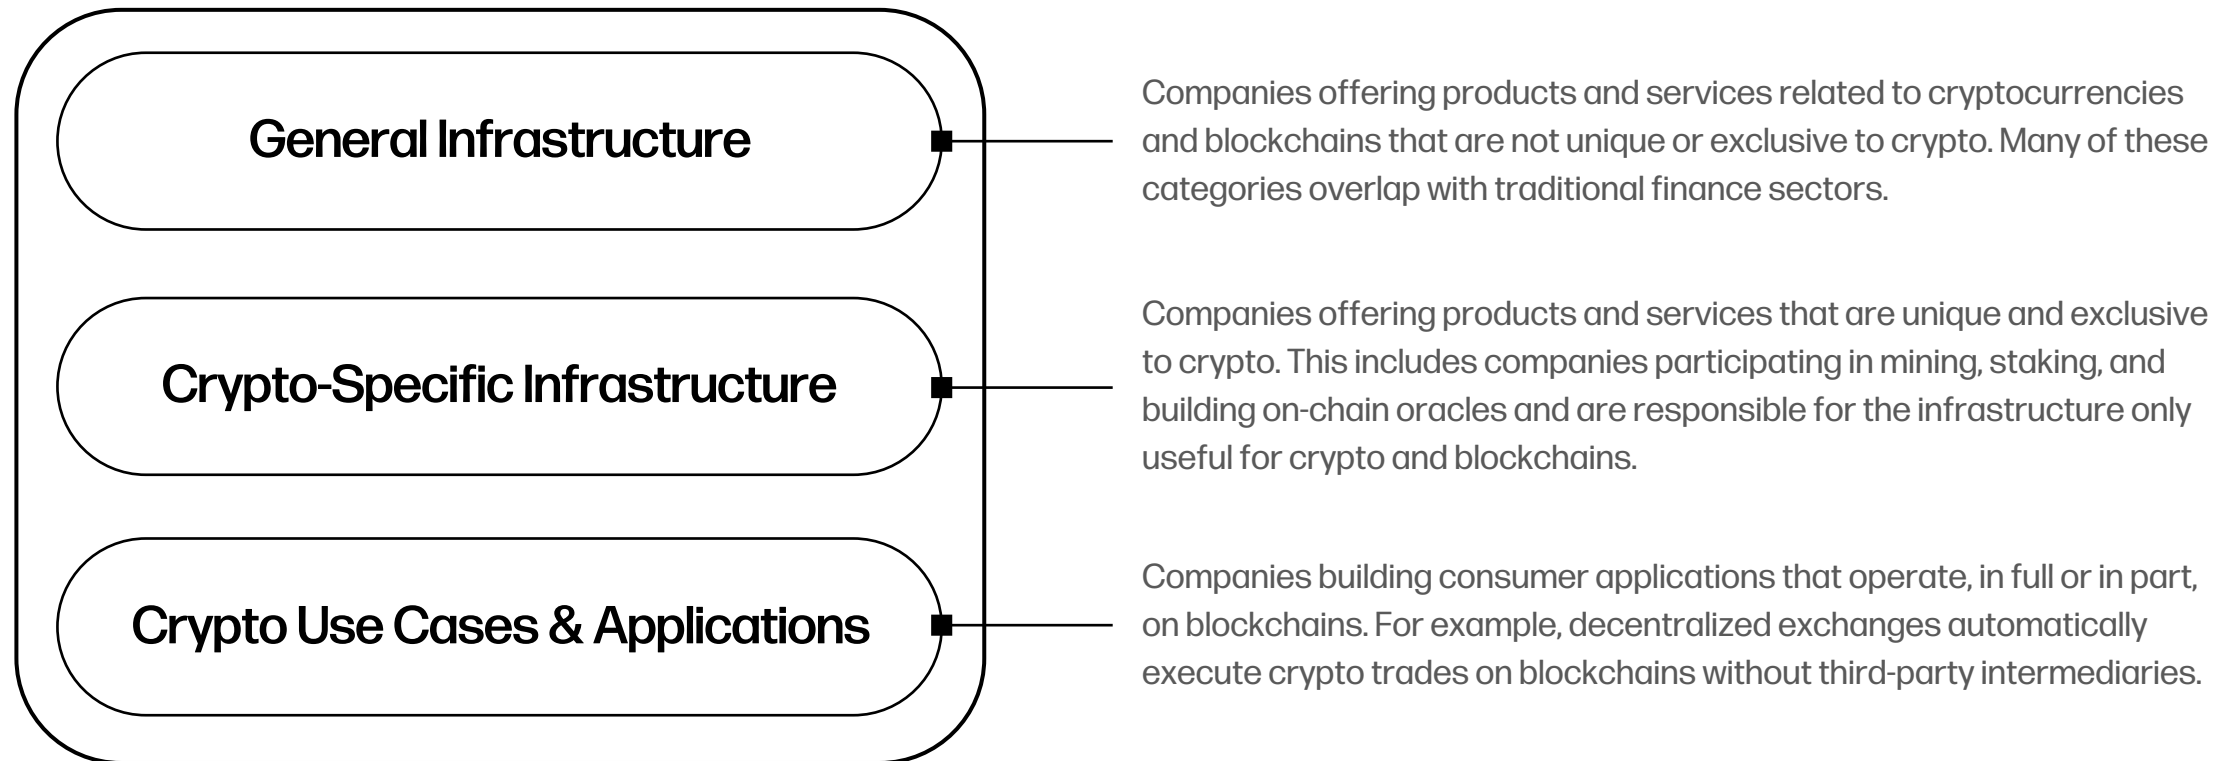 General Infrastructure
Companies offering products and services related to cryptocurrencies
and blockchains that are not unique or exclusive to crypto. Many of these
categories overlap with traditional finance sectors.
Crypto-Specific Infrastructure
Companies offering products and services that are unique and exclusive
to crypto. This includes companies participating in mining, staking, and
building on-chain oracles and are responsible for the infrastructure only
useful for crypto and blockchains.
Crypto Use Cases & Applications
Companies building consumer applications that operate, in full or in part,
on blockchains. For example, decentralized exchanges automatically
execute crypto trades on blockchains without third-party intermediaries.